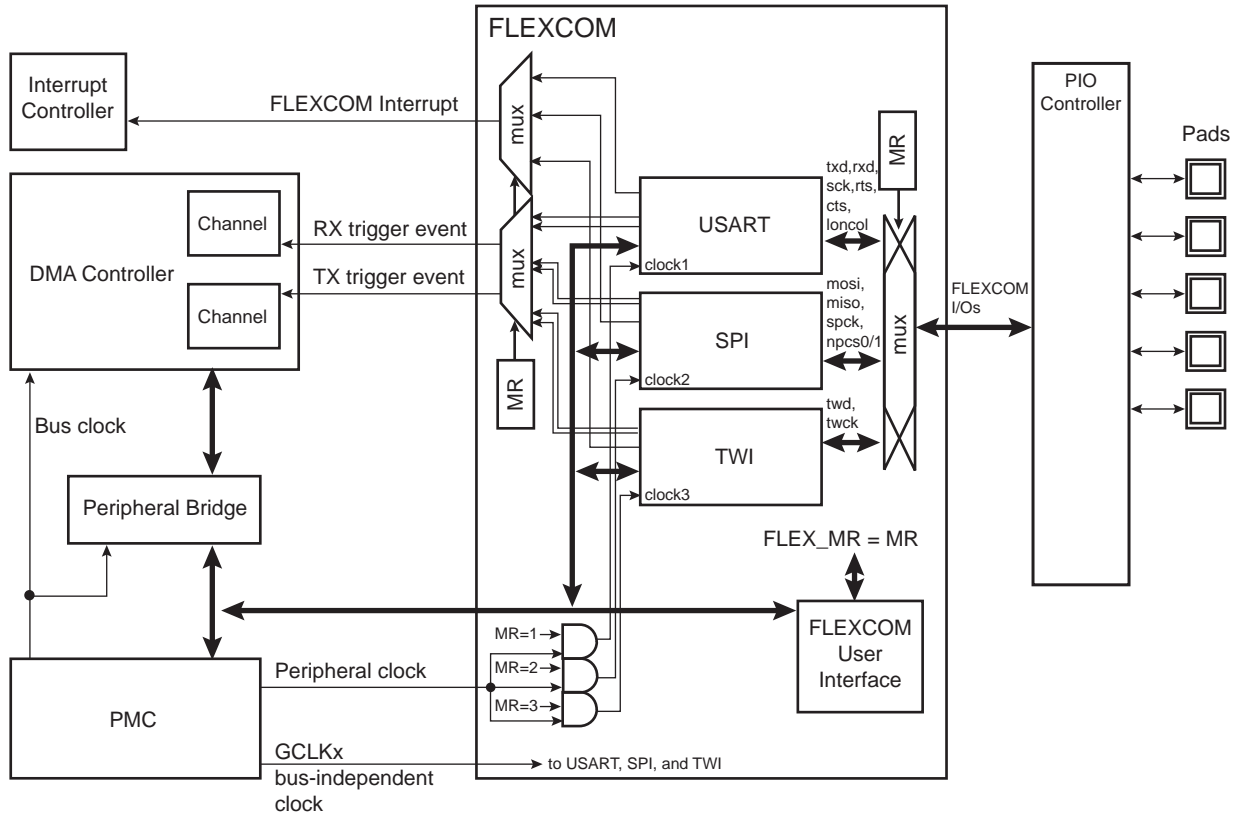 FLEXCOM
Interrupt
Controller
FLEXCOM Interrupt
mux
PIO
Controller
Pads
MR
DMA Controller
Channel
Channel
RX trigger event
TX trigger event
mux
MR
USART
clock1
txd,rxd,
sck,rts,
cts,
loncol
SPI
clock2
mosi,
miso,
spck,
npcs0/1
TWI
clock3
twd,
twck
mux
FLEXCOM
I/Os
Bus clock
Peripheral Bridge
FLEX_MR = MR
FLEXCOM
User
Interface
MR=1
MR=2
MR=3
Peripheral clock
PMC
GCLKx
bus-independent
clock
to USART, SPI, and TWI